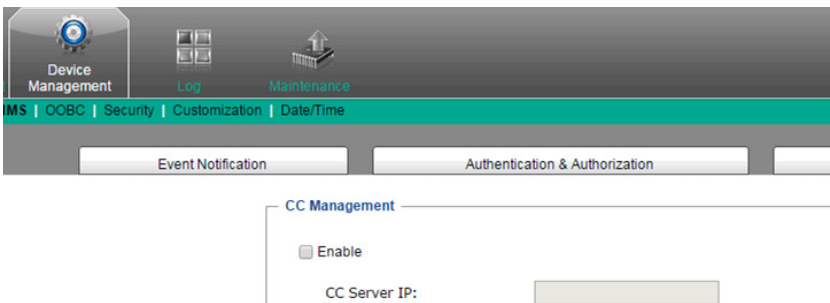 Device
Management
Log
Maintenance
IMS | OOBC | Security | Customization | Date/Time
Event Notification
Authentication & Authorization
CC Management
Enable
CC Server IP: